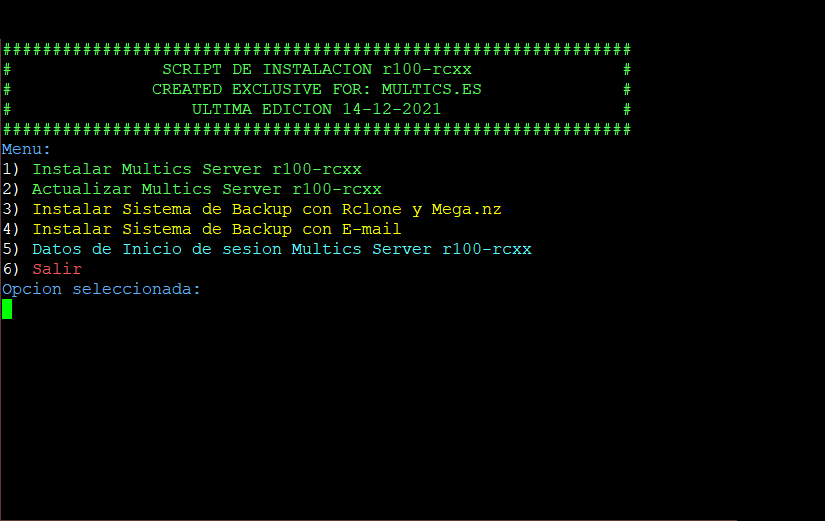 ###############################################################
# SCRIPT DE INSTALACION r100-rcxx #
# CREATED EXCLUSIVE FOR: MULTICS.ES #
# ULTIMA EDICION 14-12-2021 #
###############################################################
Menu:
1) Instalar Multics Server r100-rcxx
2) Actualizar Multics Server r100-rcxx
3) Instalar Sistema de Backup con Rclone y Mega.nz
4) Instalar Sistema de Backup con E-mail
5) Datos de Inicio de sesion Multics Server r100-rcxx
6) Salir
Opcion seleccionada: